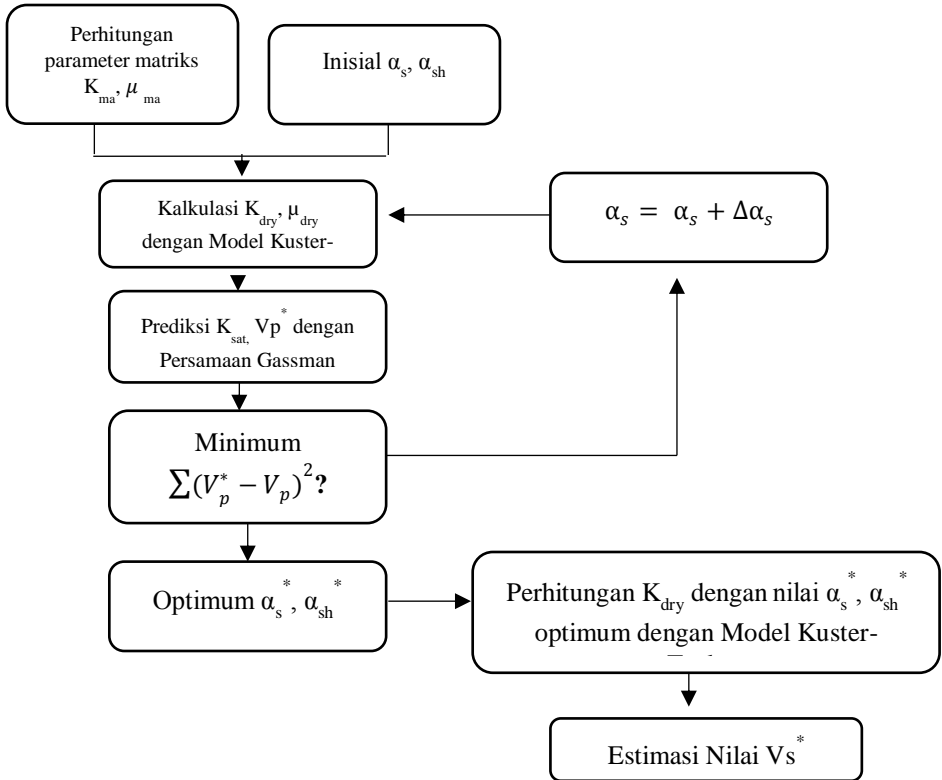 Perhitungan
parameter matriks
K_ma, μ_ma
Inisial α_s, α_sh
Kalkulasi K_dry, μ_dry
dengan Model Kuster-
α_s = α_s + Δα_s
Prediksi K_sat, Vp^* dengan
Persamaan Gassman
Minimum
∑(V_p^* − V_p)^2?
Optimum α_s^*, α_sh^*
Perhitungan K_dry dengan nilai α_s^*, α_sh^*
optimum dengan Model Kuster-
Estimasi Nilai Vs^*